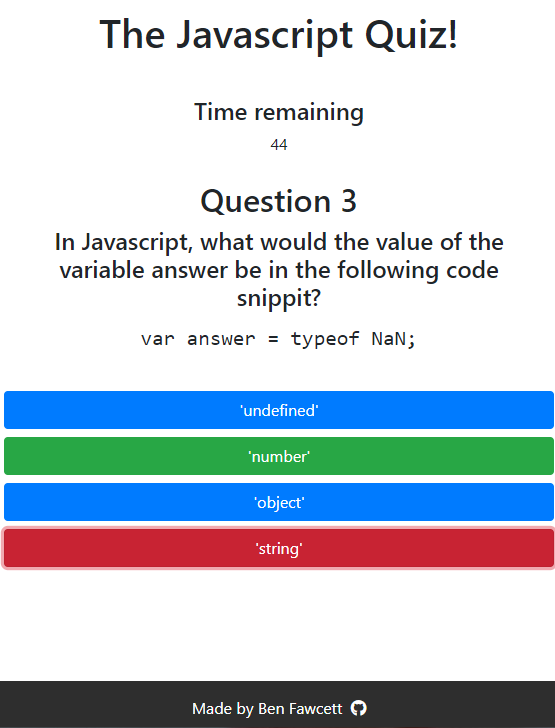 The Javascript Quiz!
Time remaining
44
Question 3
In Javascript, what would the value of the
variable answer be in the following code
snippit?
var answer = typeof NaN;
'undefined'
'number'
'object'
'string'
Made by Ben Fawcett